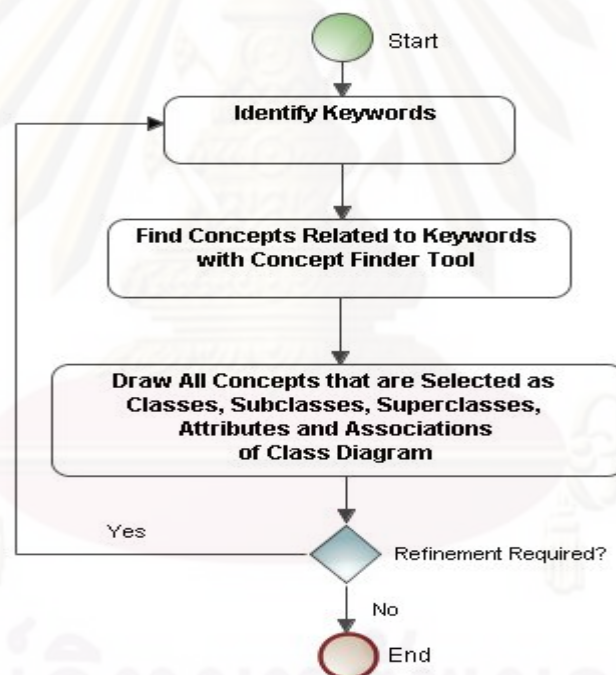 Start
Identify Keywords
Find Concepts Related to Keywords
with Concept Finder Tool
Draw All Concepts that are Selected as
Classes, Subclasses, Superclasses,
Attributes and Associations
of Class Diagram
Yes
Refinement Required?
No
End